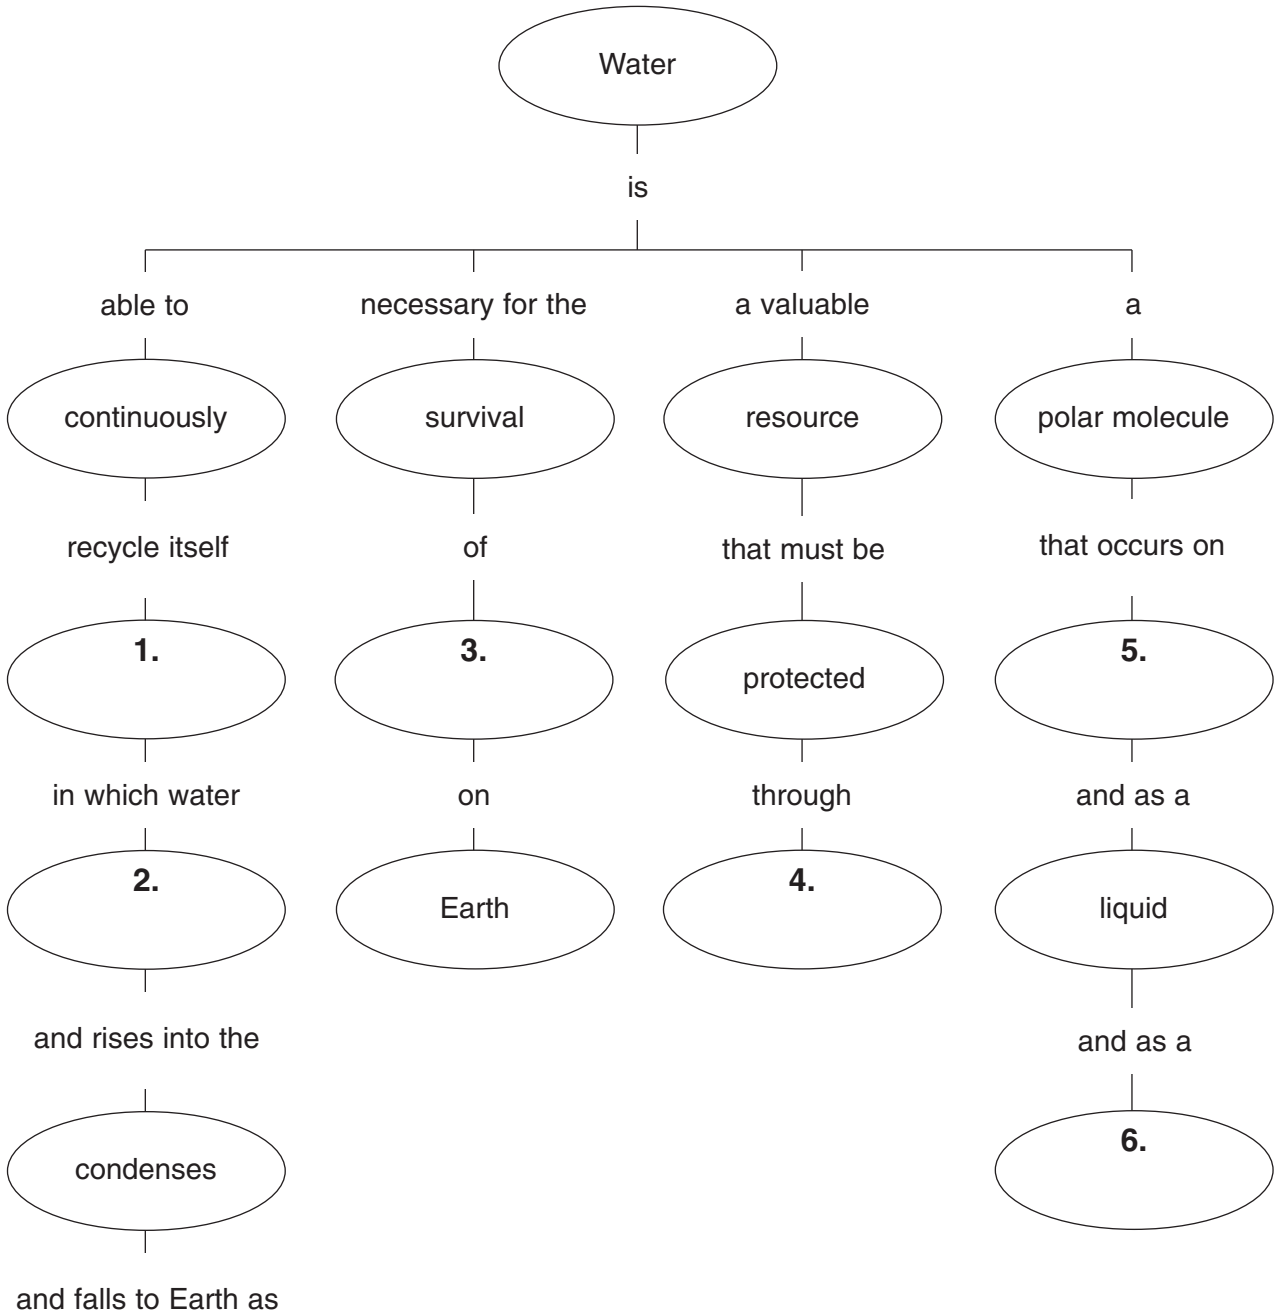 Water
is
able to
necessary for the
a valuable
a
continuously
survival
resource
polar molecule
recycle itself
of
that must be
that occurs on
1.
3.
protected
5.
in which water
on
through
and as a
2.
Earth
4.
liquid
and rises into the
and as a
condenses
6.
and falls to Earth as